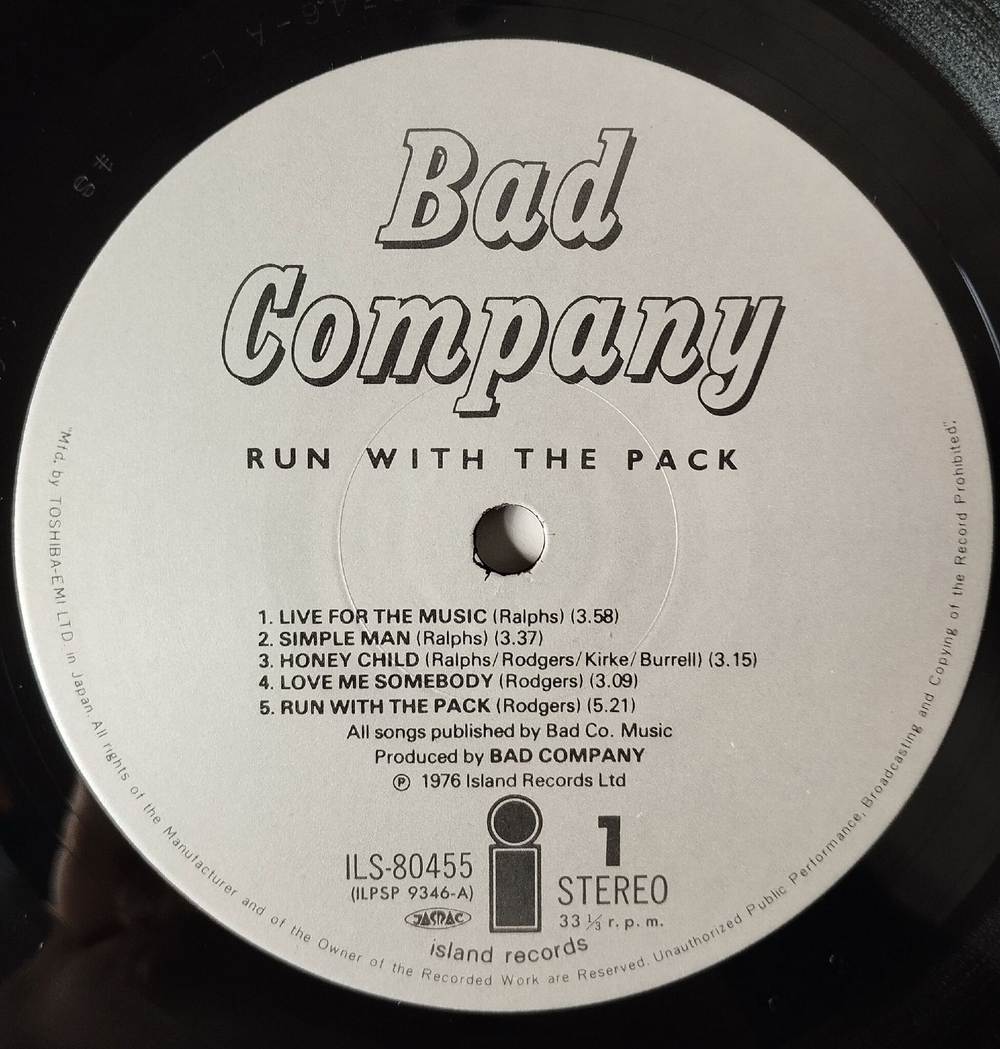 Bad
Company
RUN WITH THE PACK
1. LIVE FOR THE MUSIC (Ralphs) (3.58)
2. SIMPLE MAN (Ralphs) (3.37)
3. HONEY CHILD (Ralphs/Rodgers/Kirke/Burrell) (3.15)
4. LOVE ME SOMEBODY (Rodgers) (3.09)
5. RUN WITH THE PACK (Rodgers) (5.21)
All songs published by Bad Co. Music
Produced by BAD COMPANY
℗ 1976 Island Records Ltd
ILS-80455
(ILPSP 9346-A)
JASRAC
1
STEREO
33 ⅓ r. p. m.
island records
"Mfd. by TOSHIBA-EMI LTD in Japan. All rights of the Manufacturer and of the Owner of the Recorded Work are Reserved. Unauthorized Public Performance, Broadcasting and Copying of the Record Prohibited".